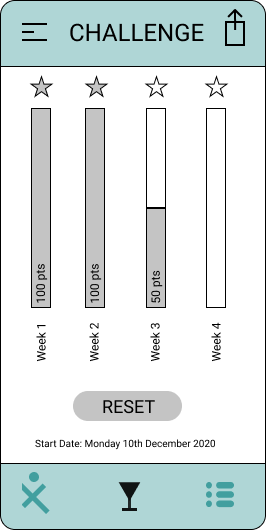 CHALLENGE
100 pts
100 pts
50 pts
Week 1
Week 2
Week 3
Week 4
RESET
Start Date: Monday 10th December 2020